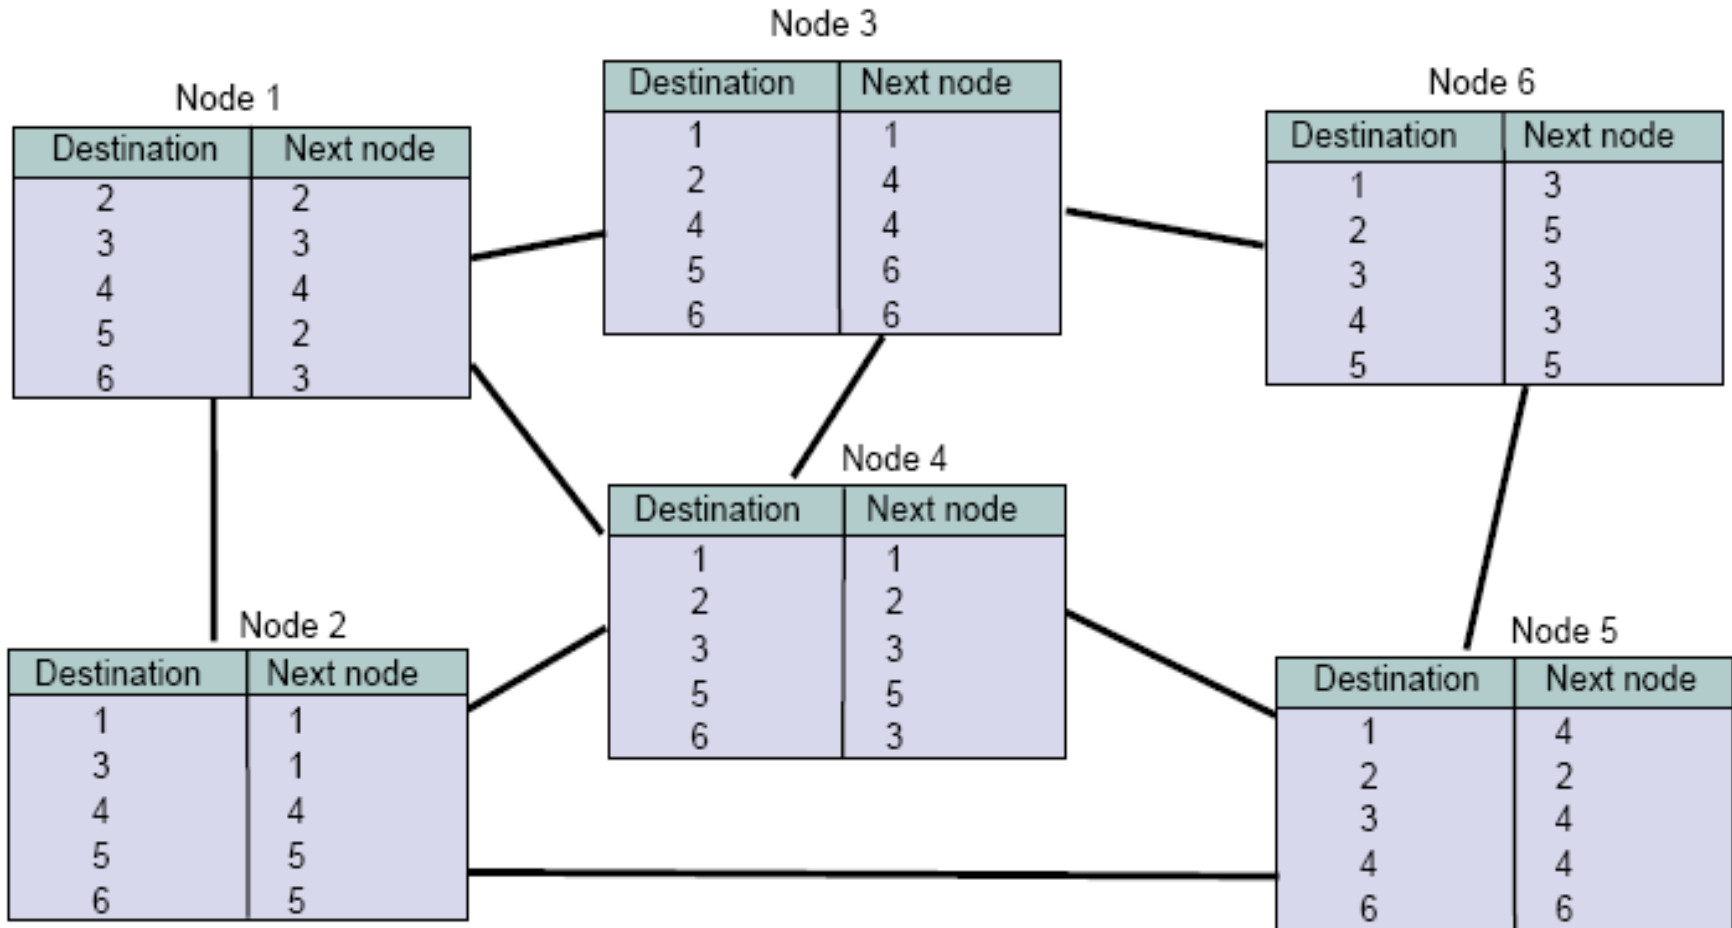 Node 1
Destination Next node
2 2
3 3
4 4
5 2
6 3
Node 3
Destination Next node
1 1
2 4
4 4
5 6
6 6
Node 6
Destination Next node
1 3
2 5
3 3
4 3
5 5
Node 4
Destination Next node
1 1
2 2
3 3
5 5
6 3
Node 2
Destination Next node
1 1
3 1
4 4
5 5
6 5
Node 5
Destination Next node
1 4
2 2
3 4
4 4
6 6